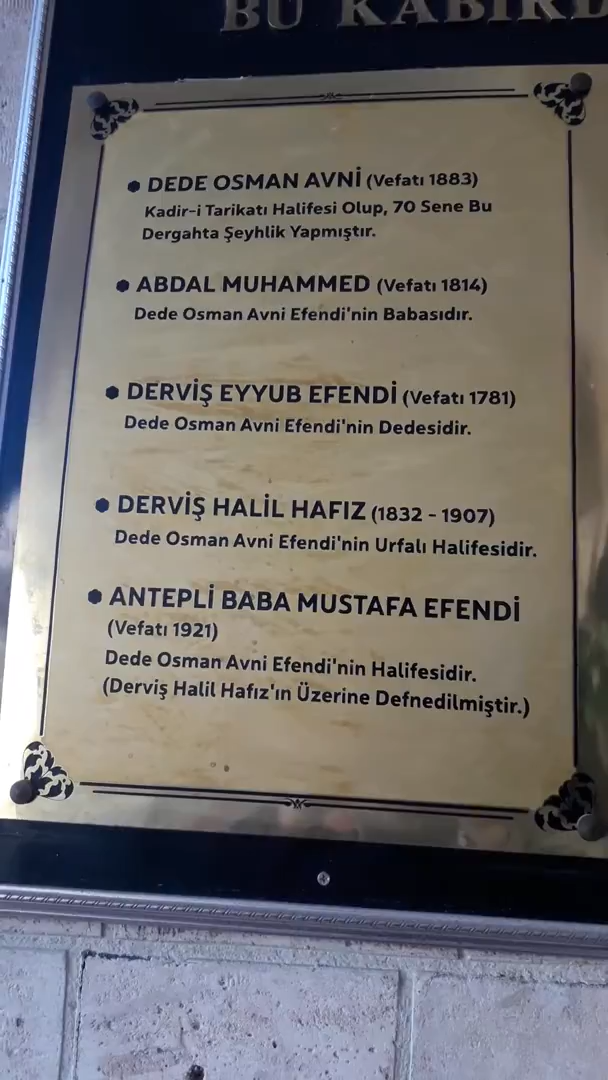 BU KABİRD
DEDE OSMAN AVNİ (Vefatı 1883)
Kadir-i Tarikatı Halifesi Olup, 70 Sene Bu
Dergahta Şeyhlik Yapmıştır.
ABDAL MUHAMMED (Vefatı 1814)
Dede Osman Avni Efendi'nin Babasıdır.
DERVİŞ EYYUB EFENDİ (Vefatı 1781)
Dede Osman Avni Efendi'nin Dedesidir.
DERVİŞ HALİL HAFIZ (1832 - 1907)
Dede Osman Avni Efendi'nin Urfalı Halifesidir.
ANTEPLİ BABA MUSTAFA EFENDİ
(Vefatı 1921)
Dede Osman Avni Efendi'nin Halifesidir.
(Derviş Halil Hafız'ın Üzerine Defnedilmiştir.)